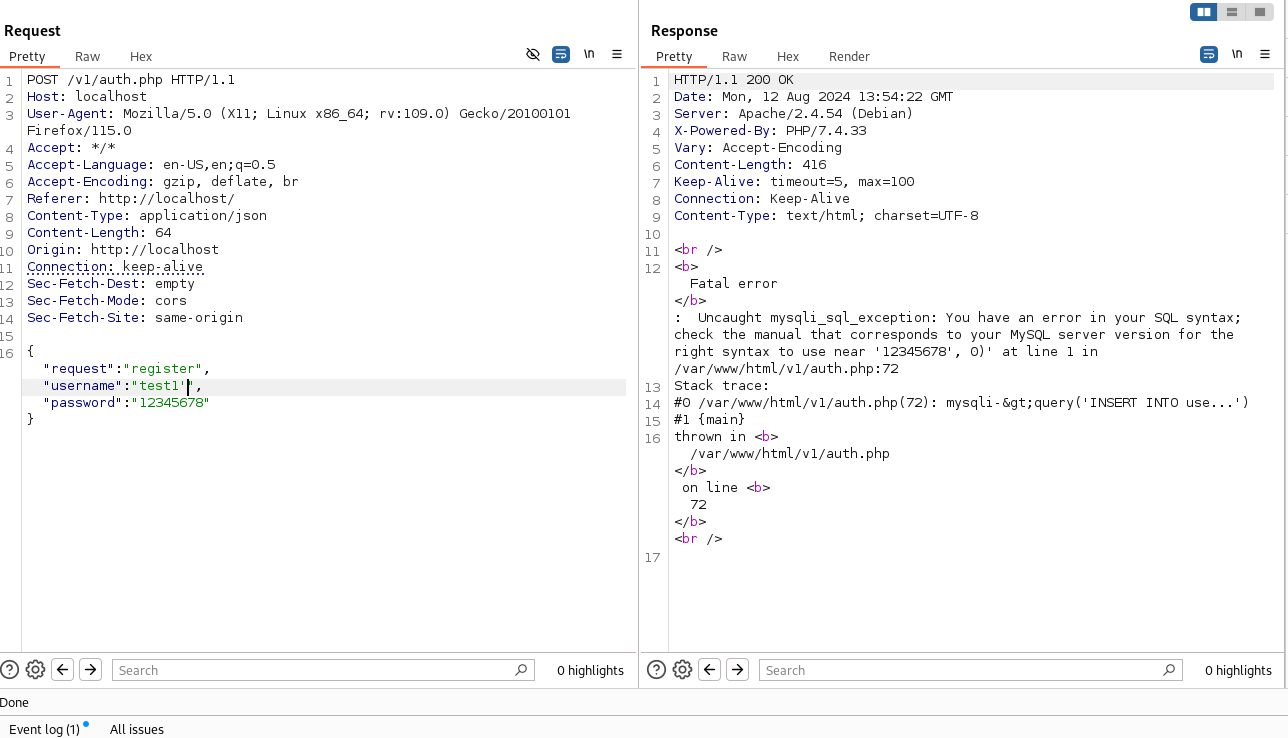 Request
Pretty Raw Hex \n
1 POST /v1/auth.php HTTP/1.1
2 Host: localhost
3 User-Agent: Mozilla/5.0 (X11; Linux x86_64; rv:109.0) Gecko/20100101
Firefox/115.0
4 Accept: */*
5 Accept-Language: en-US,en;q=0.5
6 Accept-Encoding: gzip, deflate, br
7 Referer: http://localhost/
8 Content-Type: application/json
9 Content-Length: 64
10 Origin: http://localhost
11 Connection: keep-alive
12 Sec-Fetch-Dest: empty
13 Sec-Fetch-Mode: cors
14 Sec-Fetch-Site: same-origin
15
16 {
"request":"register",
"username":"test1'",
"password":"12345678"
}
? Search 0 highlights
Response
Pretty Raw Hex Render \n
1 HTTP/1.1 200 OK
2 Date: Mon, 12 Aug 2024 13:54:22 GMT
3 Server: Apache/2.4.54 (Debian)
4 X-Powered-By: PHP/7.4.33
5 Vary: Accept-Encoding
6 Content-Length: 416
7 Keep-Alive: timeout=5, max=100
8 Connection: Keep-Alive
9 Content-Type: text/html; charset=UTF-8
10
11 <br />
12 <b>
Fatal error
</b>
:  Uncaught mysqli_sql_exception: You have an error in your SQL syntax;
check the manual that corresponds to your MySQL server version for the
right syntax to use near '12345678', 0)' at line 1 in
/var/www/html/v1/auth.php:72
13 Stack trace:
14 #0 /var/www/html/v1/auth.php(72): mysqli-&gt;query('INSERT INTO use...')
15 #1 {main}
16 thrown in <b>
/var/www/html/v1/auth.php
</b>
on line <b>
72
</b>
<br />
17
? Search 0 highlights
Done
Event log (1) All issues